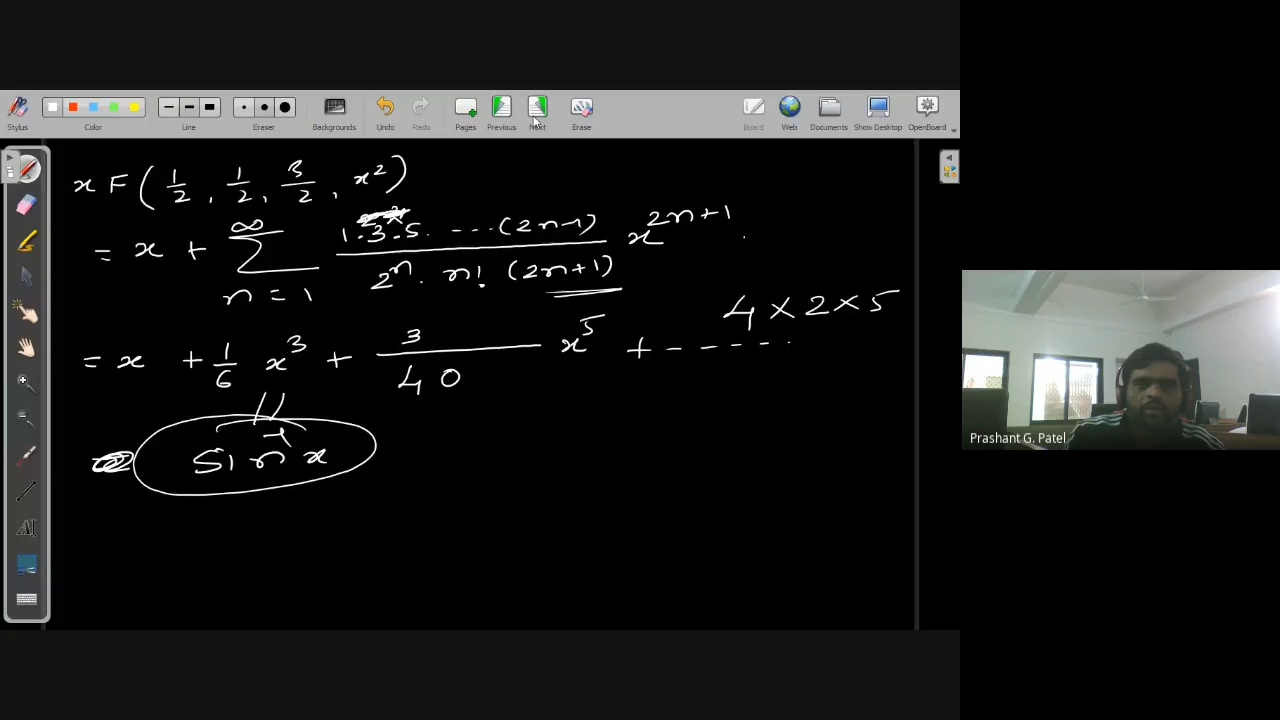 Stylus Color Line Eraser Backgrounds Undo Redo Pages Previous Next Erase Board Web Documents Show Desktop OpenBoard
x F ( 1/2 , 1/2 , 3/2 , x² )
= x + ∞ Σ n = 1 1·3·5. ---- (2n-1) / 2ⁿ. n! (2n+1) x^2n+1 .
4 × 2 × 5
= x + 1/6 x³ + 3/40 x⁵ + - - - - - .
Sin⁻¹ x
Prashant G. Patel